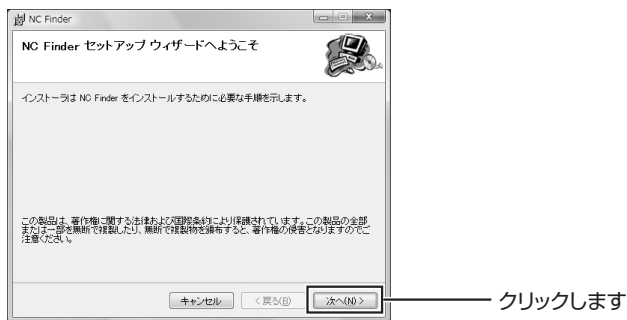 NC Finder
NC Finder セットアップ ウィザードへようこそ
インストーラは NC Finder をインストールするために必要な手順を示します。
この製品は、著作権に関する法律および国際条約により保護されています。この製品の全部
または一部を無断で複製したり、無断で複製物を頒布すると、著作権の侵害となりますのでご
注意ください。
キャンセル
< 戻る(B)
次へ(N) >
クリックします